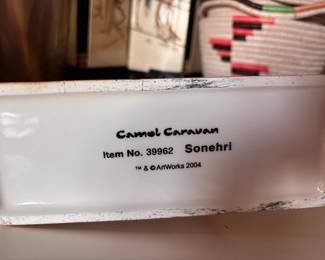 Camel Caravan
Item No. 39962 Sonehri
™ & © ArtWorks 2004